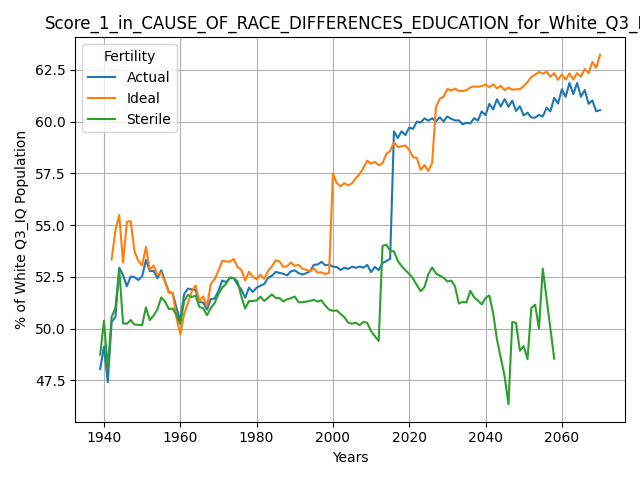 Score_1_in_CAUSE_OF_RACE_DIFFERENCES_EDUCATION_for_White_Q3_
Fertility
Actual
Ideal
Sterile
% of White Q3_IQ Population
62.5
60.0
57.5
55.0
52.5
50.0
47.5
1940
1960
1980
2000
2020
2040
2060
Years